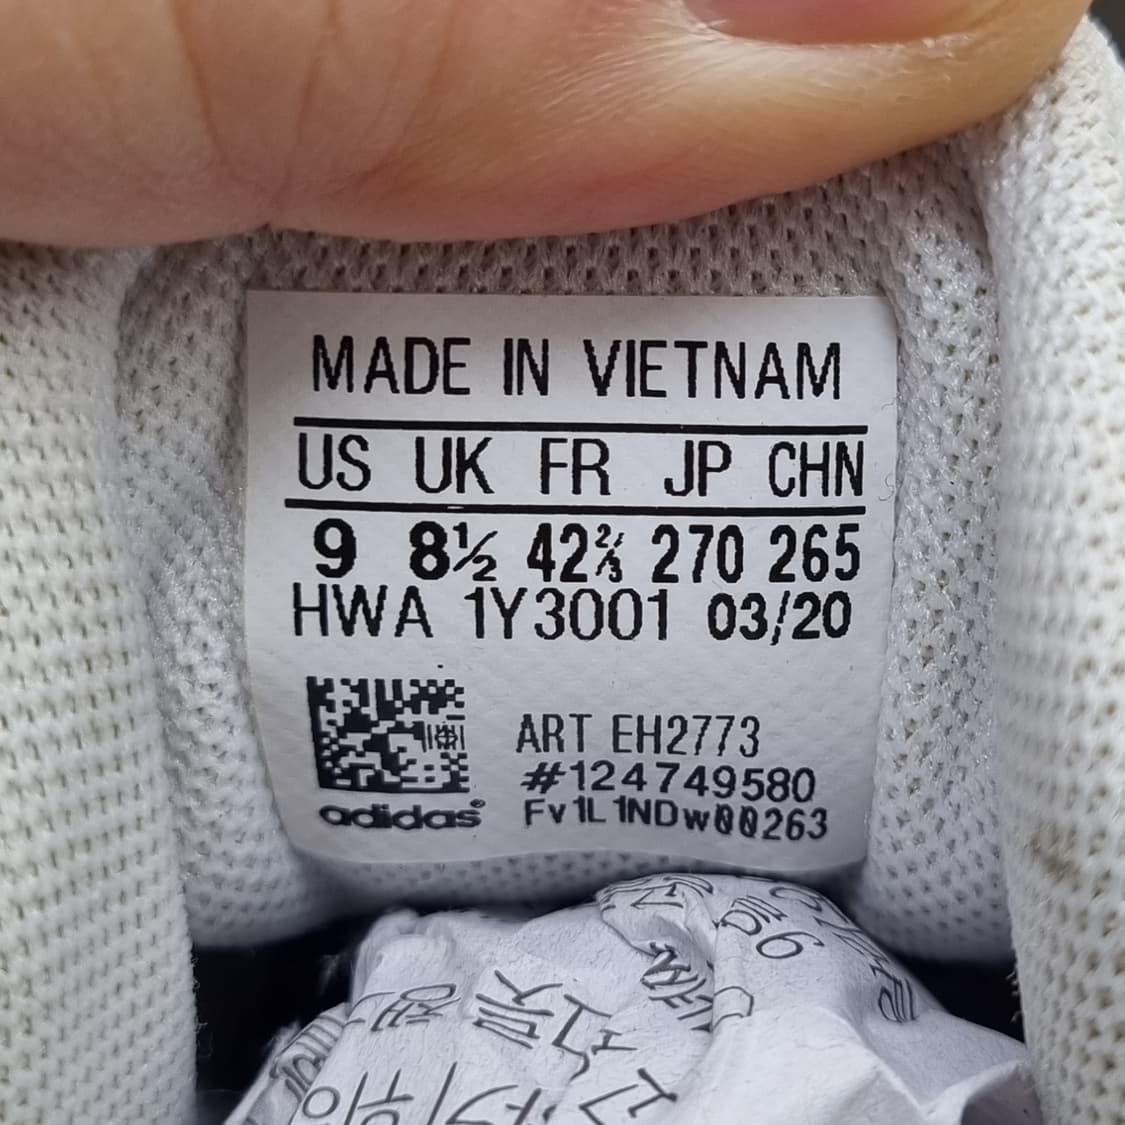 MADE IN VIETNAM
US UK FR JP CHN
9 8½ 42⅔ 270 265
HWA 1Y3001 03/20
ART EH2773
#124749580
Fv1L1NDw00263
adidas®